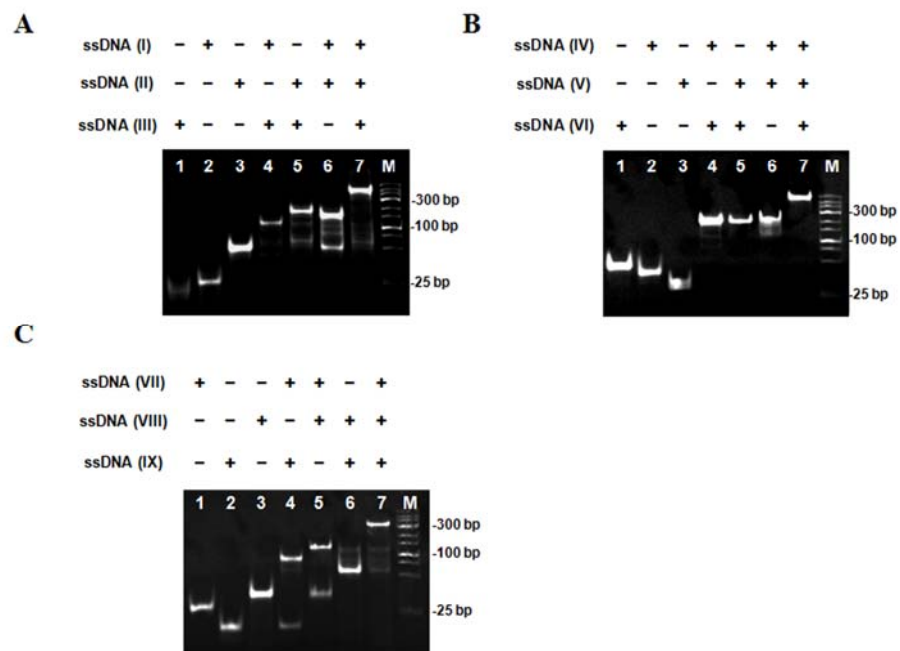 A
ssDNA (I) – + – + – + +
ssDNA (II) – – + – + + +
ssDNA (III) + – – + + – +
1 2 3 4 5 6 7 M
-300 bp
-100 bp
-25 bp
B
ssDNA (IV) – + – + – + +
ssDNA (V) – – + – + + +
ssDNA (VI) + – – + + – +
1 2 3 4 5 6 7 M
-300 bp
-100 bp
-25 bp
C
ssDNA (VII) + – – + + – +
ssDNA (VIII) – – + – + + +
ssDNA (IX) – + – + – + +
1 2 3 4 5 6 7 M
-300 bp
-100 bp
-25 bp